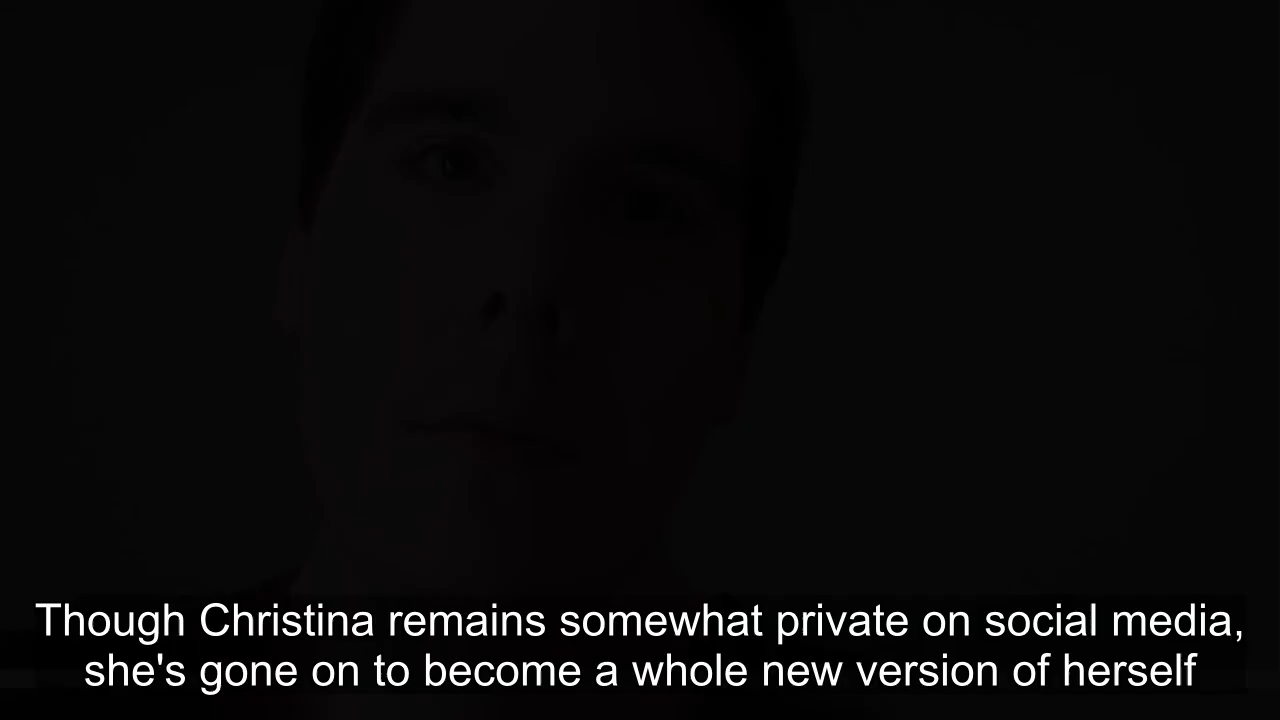 Though Christina remains somewhat private on social media,
she's gone on to become a whole new version of herself